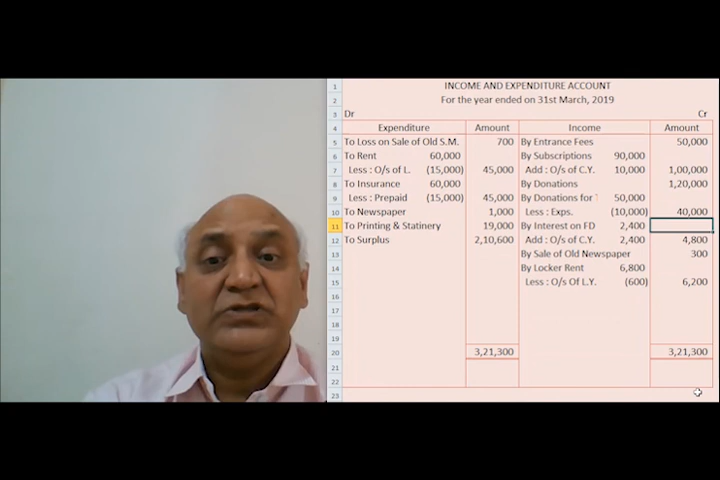 1 INCOME AND EXPENDITURE ACCOUNT
2 For the year ended on 31st March, 2019
3 Dr Cr
4 Expenditure Amount Income Amount
5 To Loss on Sale of Old S.M. 700 By Entrance Fees 50,000
6 To Rent 60,000 By Subscriptions 90,000
7 Less : O/s of L. (15,000) 45,000 Add : O/s of C.Y. 10,000 1,00,000
8 To Insurance 60,000 By Donations 1,20,000
9 Less : Prepaid (15,000) 45,000 By Donations for 50,000
10 To Newspaper 1,000 Less : Exps. (10,000) 40,000
11 To Printing & Statinery 19,000 By Interest on FD 2,400
12 To Surplus 2,10,600 Add : O/s of C.Y. 2,400 4,800
13 By Sale of Old Newspaper 300
14 By Locker Rent 6,800
15 Less : O/s Of L.Y. (600) 6,200
16
17
18
19
20 3,21,300 3,21,300
21
22
23